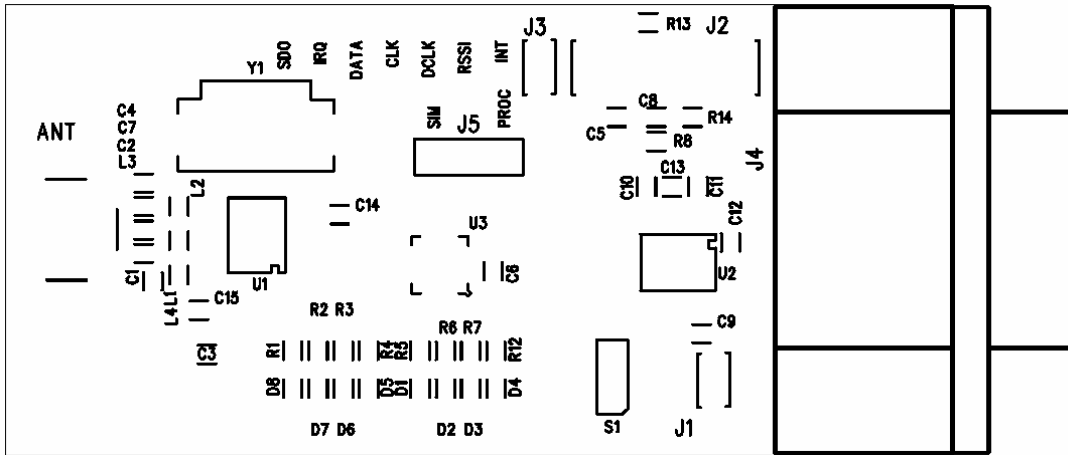 R13
J2
J3
SDO
IRQ
DATA
CLK
DCLK
RSSI
INT
Y1
SIM
PROC
J5
C4
C7
C2
L3
ANT
C8
C5
R14
R8
J4
C13
C10
C11
C12
L2
C14
U3
C6
U1
U2
C1
L4
L1
C15
R2 R3
R6 R7
C9
C3
R1
R4
R5
R12
D8
D5
D1
D4
D7 D6
D2 D3
S1
J1